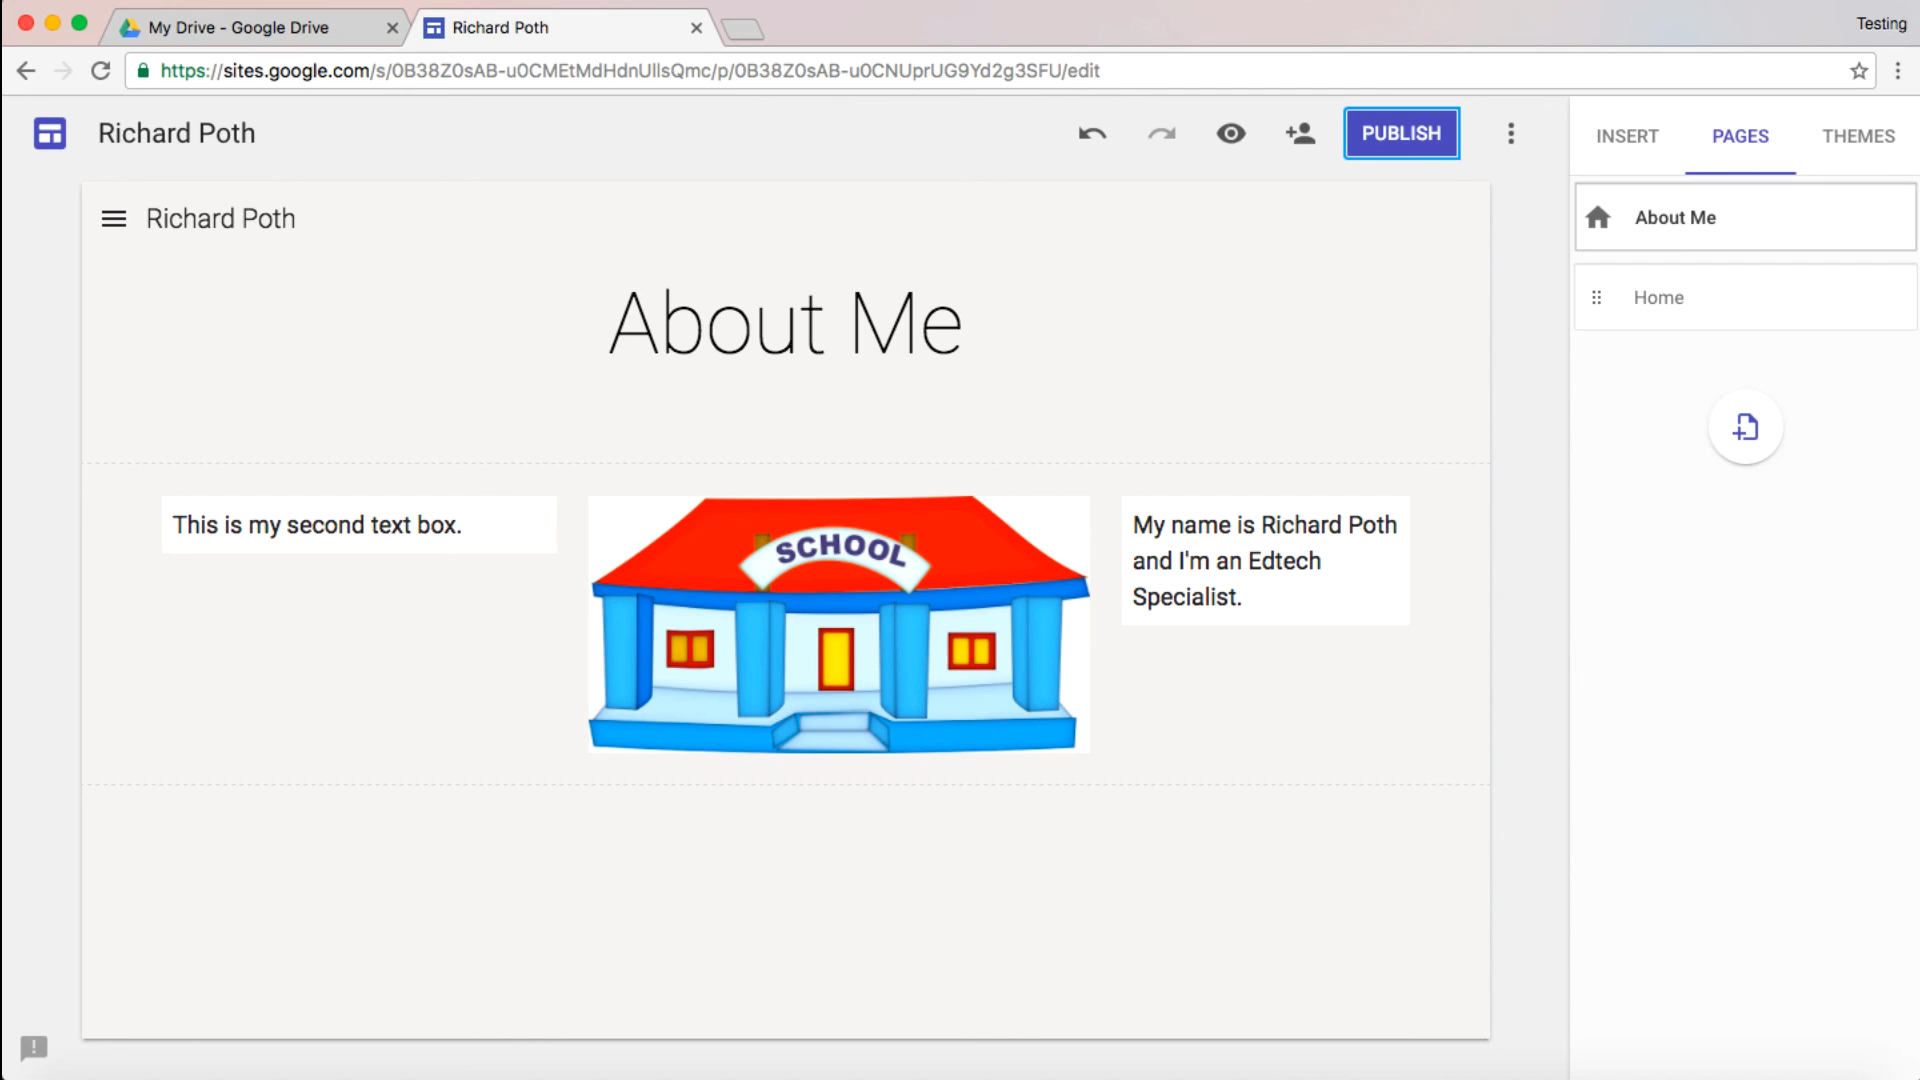 Testing
My Drive - Google Drive
Richard Poth
https://sites.google.com/s/0B38Z0sAB-u0CMEtMdHdnUllsQmc/p/0B38Z0sAB-u0CNUprUG9Yd2g3SFU/edit
Richard Poth
PUBLISH
INSERT
PAGES
THEMES
Richard Poth
About Me
Home
About Me
This is my second text box.
SCHOOL
My name is Richard Poth
and I'm an Edtech
Specialist.